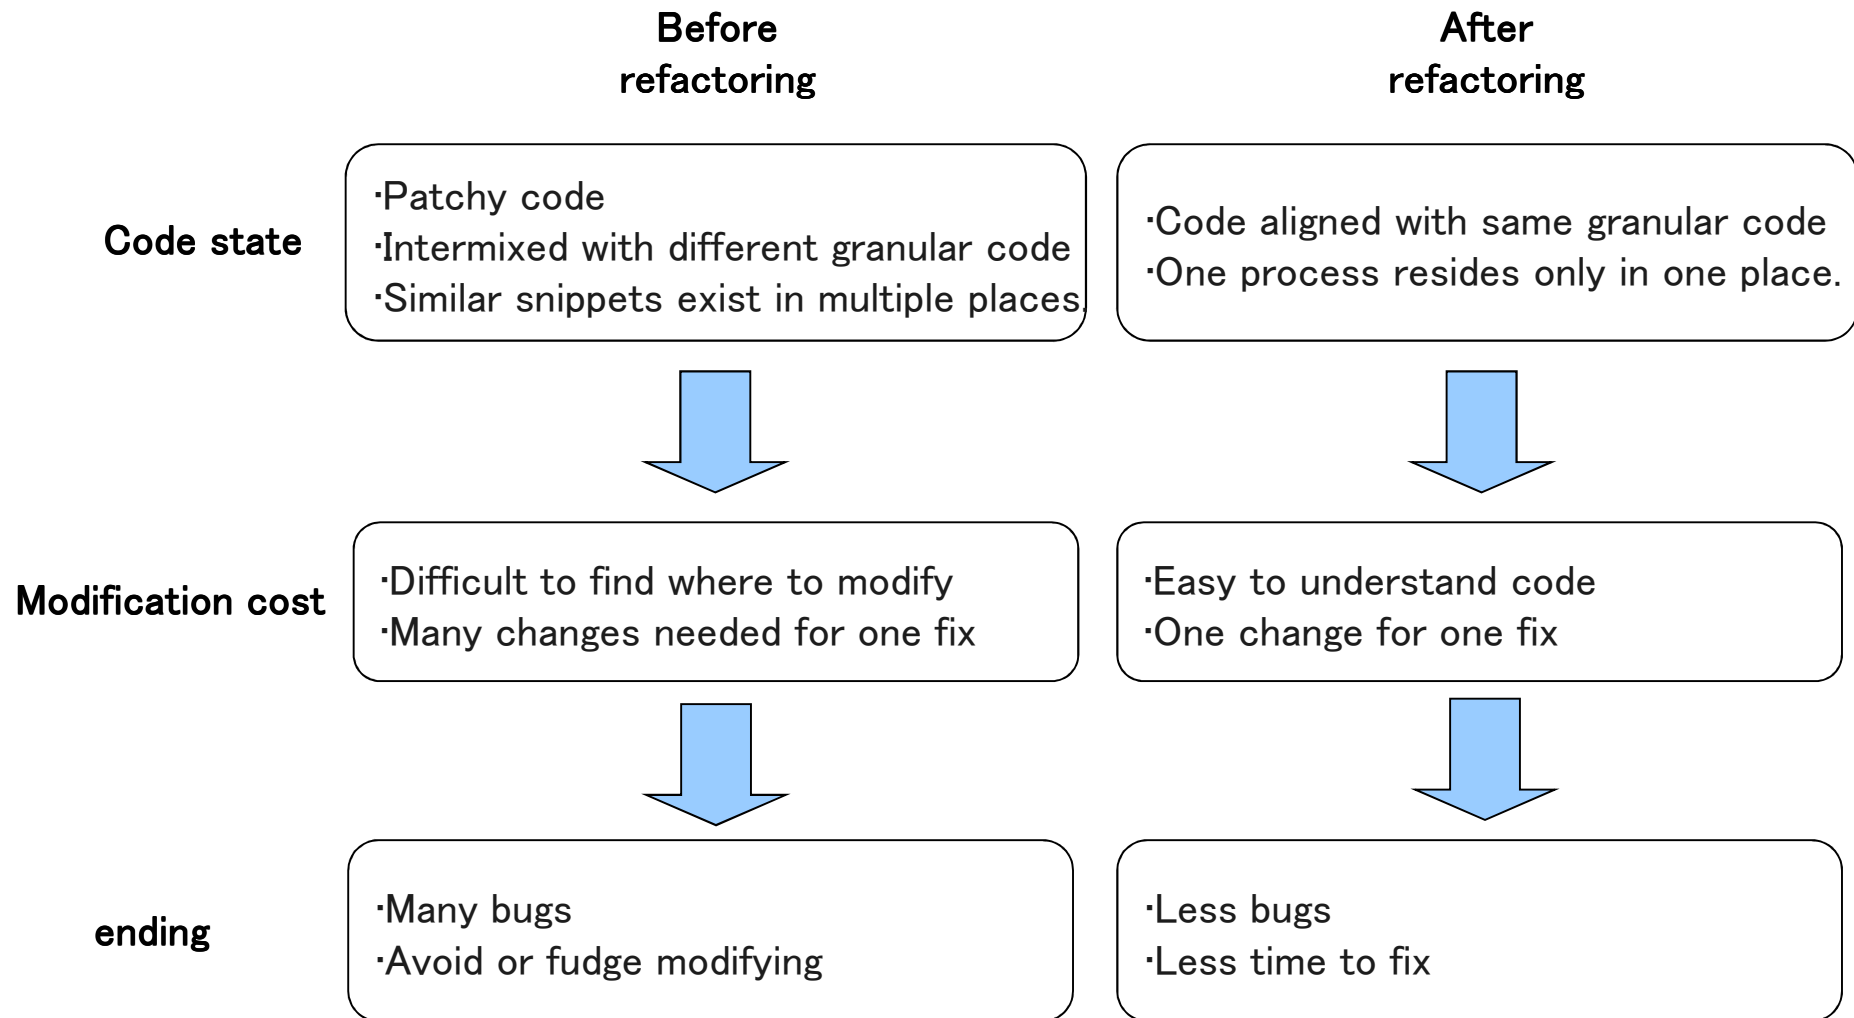 Before
refactoring
After
refactoring
Code state
·Patchy code
·Intermixed with different granular code
·Similar snippets exist in multiple places.
·Code aligned with same granular code
·One process resides only in one place.
Modification cost
·Difficult to find where to modify
·Many changes needed for one fix
·Easy to understand code
·One change for one fix
ending
·Many bugs
·Avoid or fudge modifying
·Less bugs
·Less time to fix